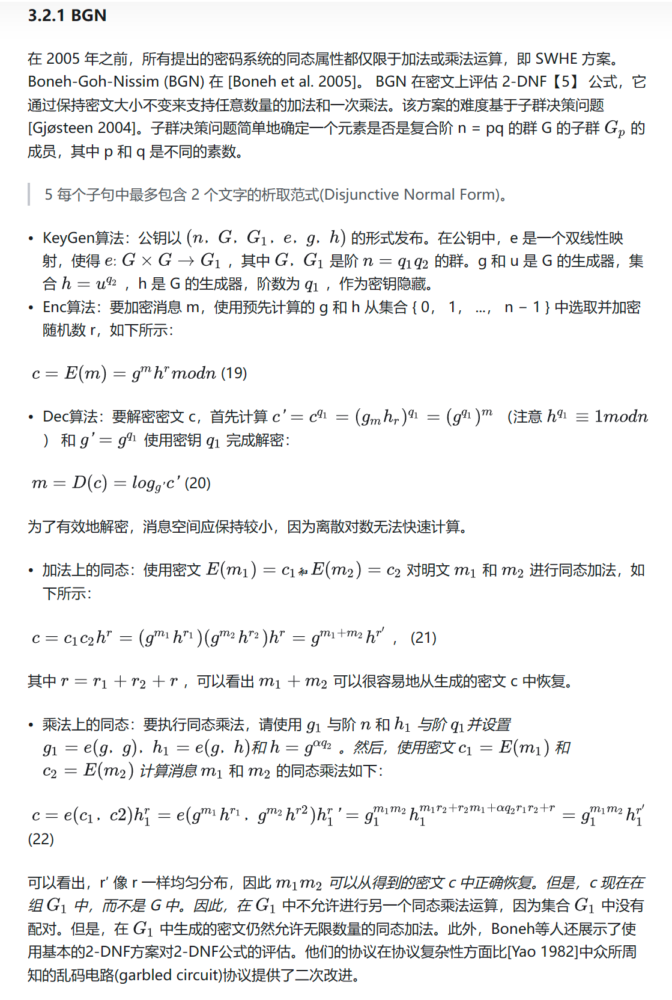 3.2.1 BGN
在 2005 年之前，所有提出的密码系统的同态属性都仅限于加法或乘法运算，即 SWHE 方案。
Boneh-Goh-Nissim (BGN) 在 [Boneh et al. 2005]。 BGN 在密文上评估 2-DNF【5】 公式，它
通过保持密文大小不变来支持任意数量的加法和一次乘法。该方案的难度基于子群决策问题
[Gjøsteen 2004]。子群决策问题简单地确定一个元素是否是复合阶 n = pq 的群 G 的子群 G_p 的
成员，其中 p 和 q 是不同的素数。
5 每个子句中最多包含 2 个文字的析取范式(Disjunctive Normal Form)。
• KeyGen算法：公钥以 (n，G，G_1，e，g，h) 的形式发布。在公钥中，e 是一个双线性映
射，使得 e: G × G → G_1 ，其中 G，G_1 是阶 n = q_1q_2 的群。g 和 u 是 G 的生成器，集
合 h = u^{q_2} ，h 是 G 的生成器，阶数为 q_1 ，作为密钥隐藏。
• Enc算法：要加密消息 m，使用预先计算的 g 和 h 从集合 { 0， 1， ...， n − 1 } 中选取并加密
随机数 r，如下所示：
c = E(m) = g^m h^r modn (19)
• Dec算法：要解密密文 c，首先计算 c′ = c^{q_1} = (g_m h_r)^{q_1} = (g^{q_1})^m （注意 h^{q_1} ≡ 1modn
） 和 g′ = g^{q_1} 使用密钥 q_1 完成解密：
m = D(c) = log_{g′}c′ (20)
为了有效地解密，消息空间应保持较小，因为离散对数无法快速计算。
• 加法上的同态：使用密文 E(m_1) = c_1和E(m_2) = c_2 对明文 m_1 和 m_2 进行同态加法，如
下所示：
c = c_1c_2h^r = (g^{m_1}h^{r_1})(g^{m_2}h^{r_2})h^r = g^{m_1+m_2}h^{r′} ， (21)
其中 r = r_1 + r_2 + r ，可以看出 m_1 + m_2 可以很容易地从生成的密文 c 中恢复。
• 乘法上的同态：要执行同态乘法，请使用 g_1 与阶 n 和 h_1 与阶 q_1并设置
g_1 = e(g，g)，h_1 = e(g，h)和 h = g^{αq_2} 。然后，使用密文 c_1 = E(m_1) 和
c_2 = E(m_2) 计算消息 m_1 和 m_2 的同态乘法如下：
c = e(c_1，c2)h_1^r = e(g^{m_1}h^{r_1}，g^{m_2}h^{r2})h_1^r ′ = g_1^{m_1m_2}h_1^{m_1r_2+r_2m_1+αq_2r_1r_2+r} = g_1^{m_1m_2}h_1^{r′}
(22)
可以看出，r′ 像 r 一样均匀分布，因此 m_1m_2 可以从得到的密文 c 中正确恢复。但是，c 现在在
组 G_1 中，而不是 G 中。因此，在 G_1 中不允许进行另一个同态乘法运算，因为集合 G_1 中没有
配对。但是，在 G_1 中生成的密文仍然允许无限数量的同态加法。此外，Boneh等人还展示了使
用基本的2-DNF方案对2-DNF公式的评估。他们的协议在协议复杂性方面比[Yao 1982]中众所周
知的乱码电路(garbled circuit)协议提供了二次改进。